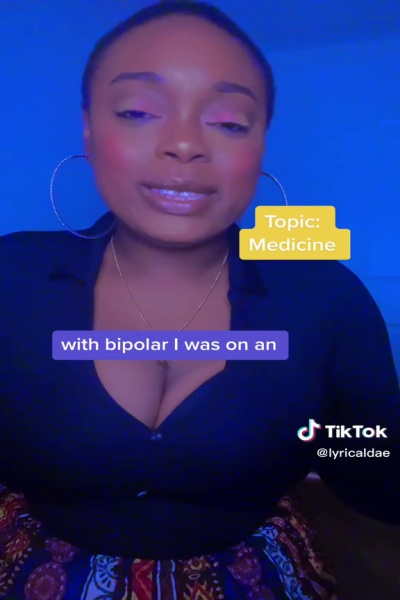 Topic:
Medicine
with bipolar I was on an
TikTok
@lyricaldae